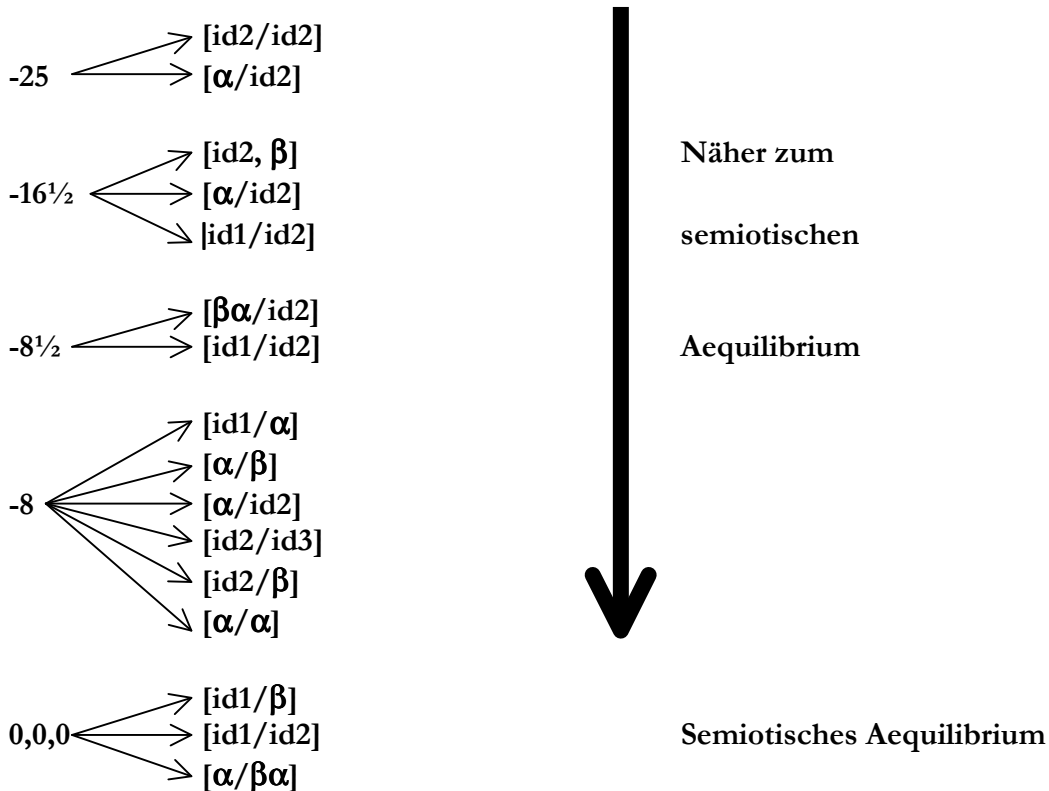 [id2/id2]
-25
[α/id2]
[id2, β]
Näher zum
-16½
[α/id2]
|id1/id2]
semiotischen
[βα/id2]
-8½
[id1/id2]
Aequilibrium
[id1/α]
[α/β]
-8
[α/id2]
[id2/id3]
[id2/β]
[α/α]
[id1/β]
0,0,0
[id1/id2]
Semiotisches Aequilibrium
[α/βα]